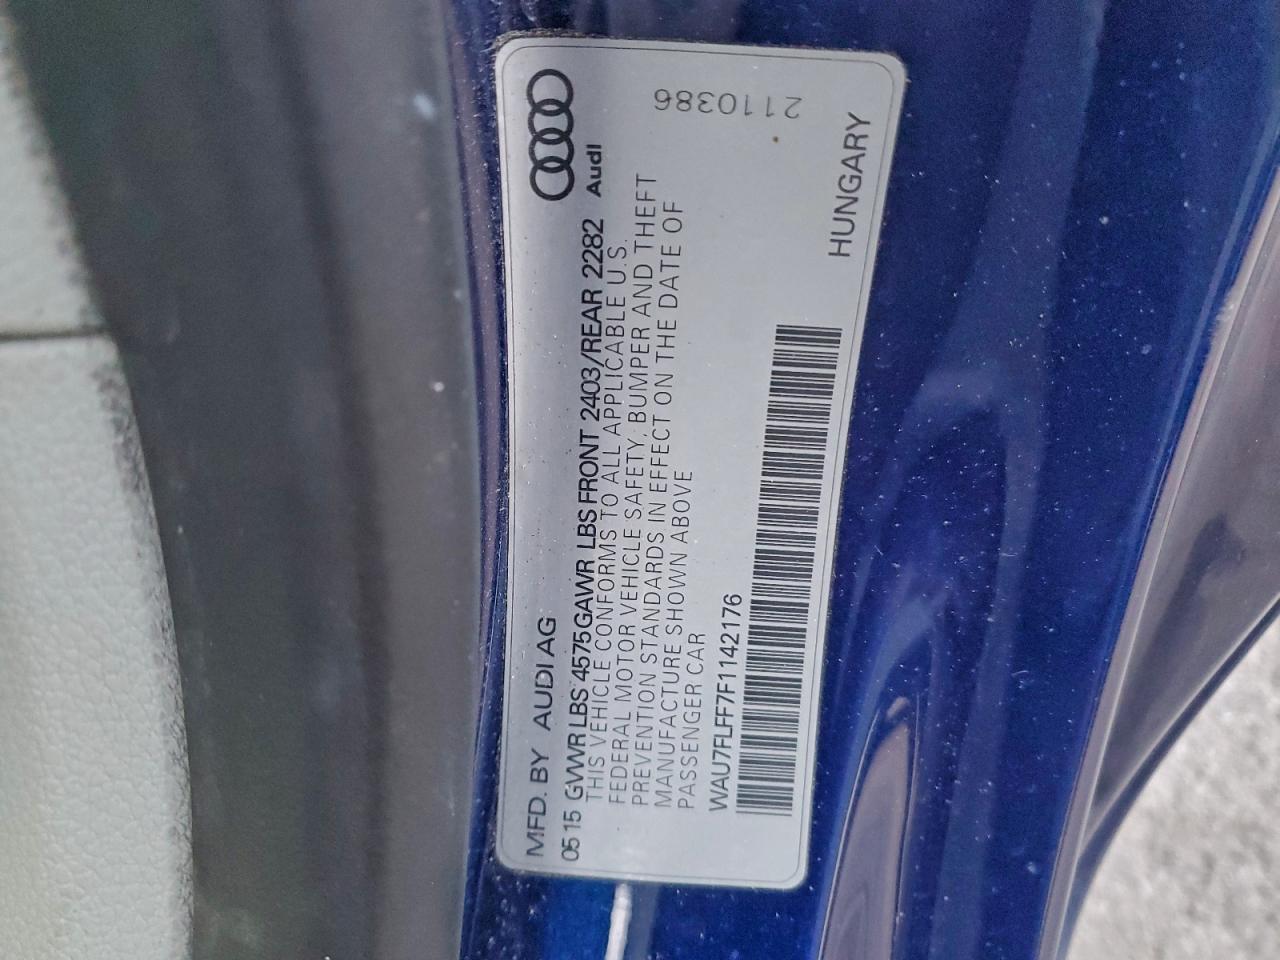 MFD. BY AUDI AG
Audi
05 15 GVWR LBS 4575 GAWR LBS FRONT 2403/REAR 2282
THIS VEHICLE CONFORMS TO ALL APPLICABLE U.S.
FEDERAL MOTOR VEHICLE SAFETY, BUMPER AND THEFT
PREVENTION STANDARDS IN EFFECT ON THE DATE OF
MANUFACTURE SHOWN ABOVE
PASSENGER CAR
WAU7FLFF7F1142176
HUNGARY
2110386